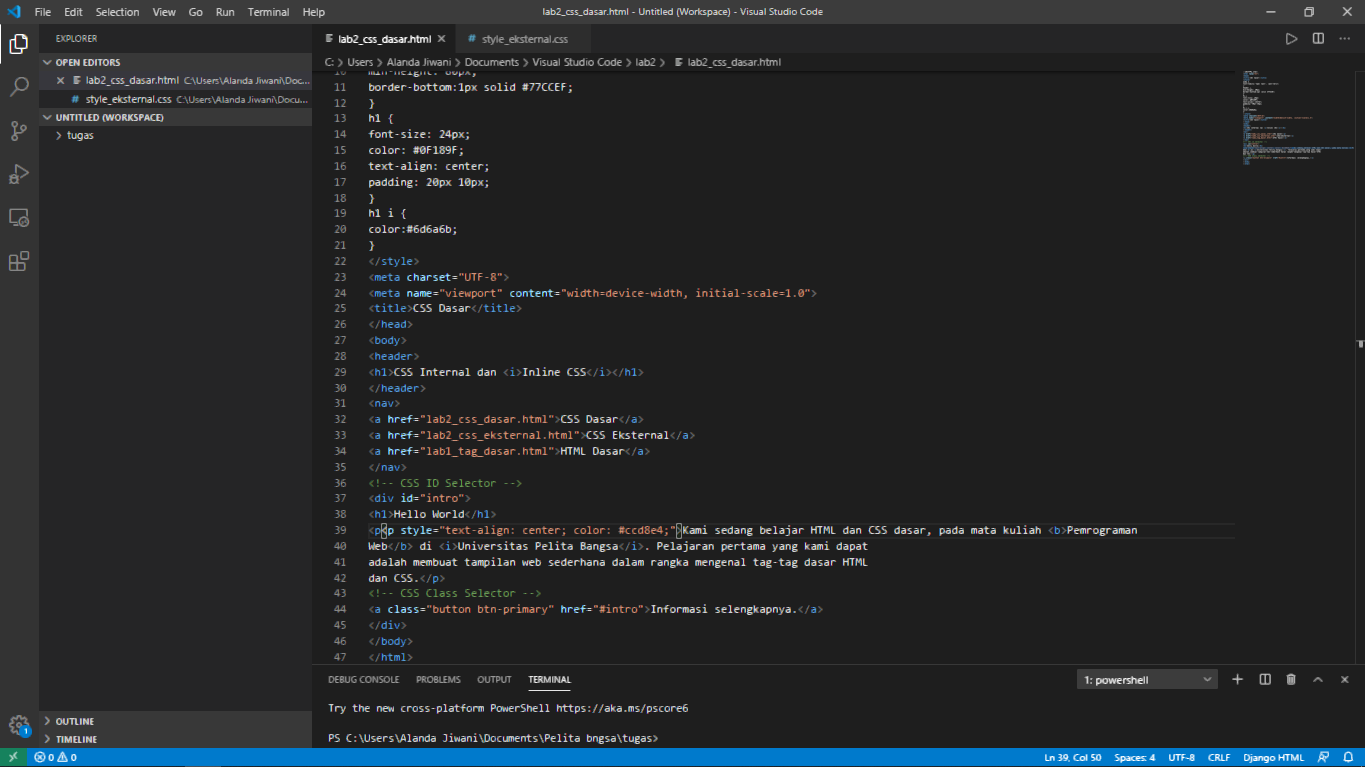 File Edit Selection View Go Run Terminal Help
lab2_css_dasar.html - Untitled (Workspace) - Visual Studio Code
EXPLORER
OPEN EDITORS
lab2_css_dasar.html C:\Users\Alanda Jiwani\Doc...
style_eksternal.css C:\Users\Alanda Jiwani\Docu...
UNTITLED (WORKSPACE)
tugas
OUTLINE
TIMELINE
1
lab2_css_dasar.html
style_eksternal.css
C: > Users > Alanda Jiwani > Documents > Visual Studio Code > lab2 > lab2_css_dasar.html
10 min-height: 80px;
11 border-bottom:1px solid #77CCEF;
12 }
13 h1 {
14 font-size: 24px;
15 color: #0F189F;
16 text-align: center;
17 padding: 20px 10px;
18 }
19 h1 i {
20 color:#6d6a6b;
21 }
22 </style>
23 <meta charset="UTF-8">
24 <meta name="viewport" content="width=device-width, initial-scale=1.0">
25 <title>CSS Dasar</title>
26 </head>
27 <body>
28 <header>
29 <h1>CSS Internal dan <i>Inline CSS</i></h1>
30 </header>
31 <nav>
32 <a href="lab2_css_dasar.html">CSS Dasar</a>
33 <a href="lab2_css_eksternal.html">CSS Eksternal</a>
34 <a href="lab1_tag_dasar.html">HTML Dasar</a>
35 </nav>
36 <!-- CSS ID Selector -->
37 <div id="intro">
38 <h1>Hello World</h1>
39 <p<p style="text-align: center; color: #ccd8e4;">Kami sedang belajar HTML dan CSS dasar, pada mata kuliah <b>Pemrograman
40 Web</b> di <i>Universitas Pelita Bangsa</i>. Pelajaran pertama yang kami dapat
41 adalah membuat tampilan web sederhana dalam rangka mengenal tag-tag dasar HTML
42 dan CSS.</p>
43 <!-- CSS Class Selector -->
44 <a class="button btn-primary" href="#intro">Informasi selengkapnya.</a>
45 </div>
46 </body>
47 </html>
DEBUG CONSOLE PROBLEMS OUTPUT TERMINAL
1: powershell
Try the new cross-platform PowerShell https://aka.ms/pscore6
PS C:\Users\Alanda Jiwani\Documents\Pelita bngsa\tugas>
0 0
Ln 39, Col 50 Spaces: 4 UTF-8 CRLF Django HTML